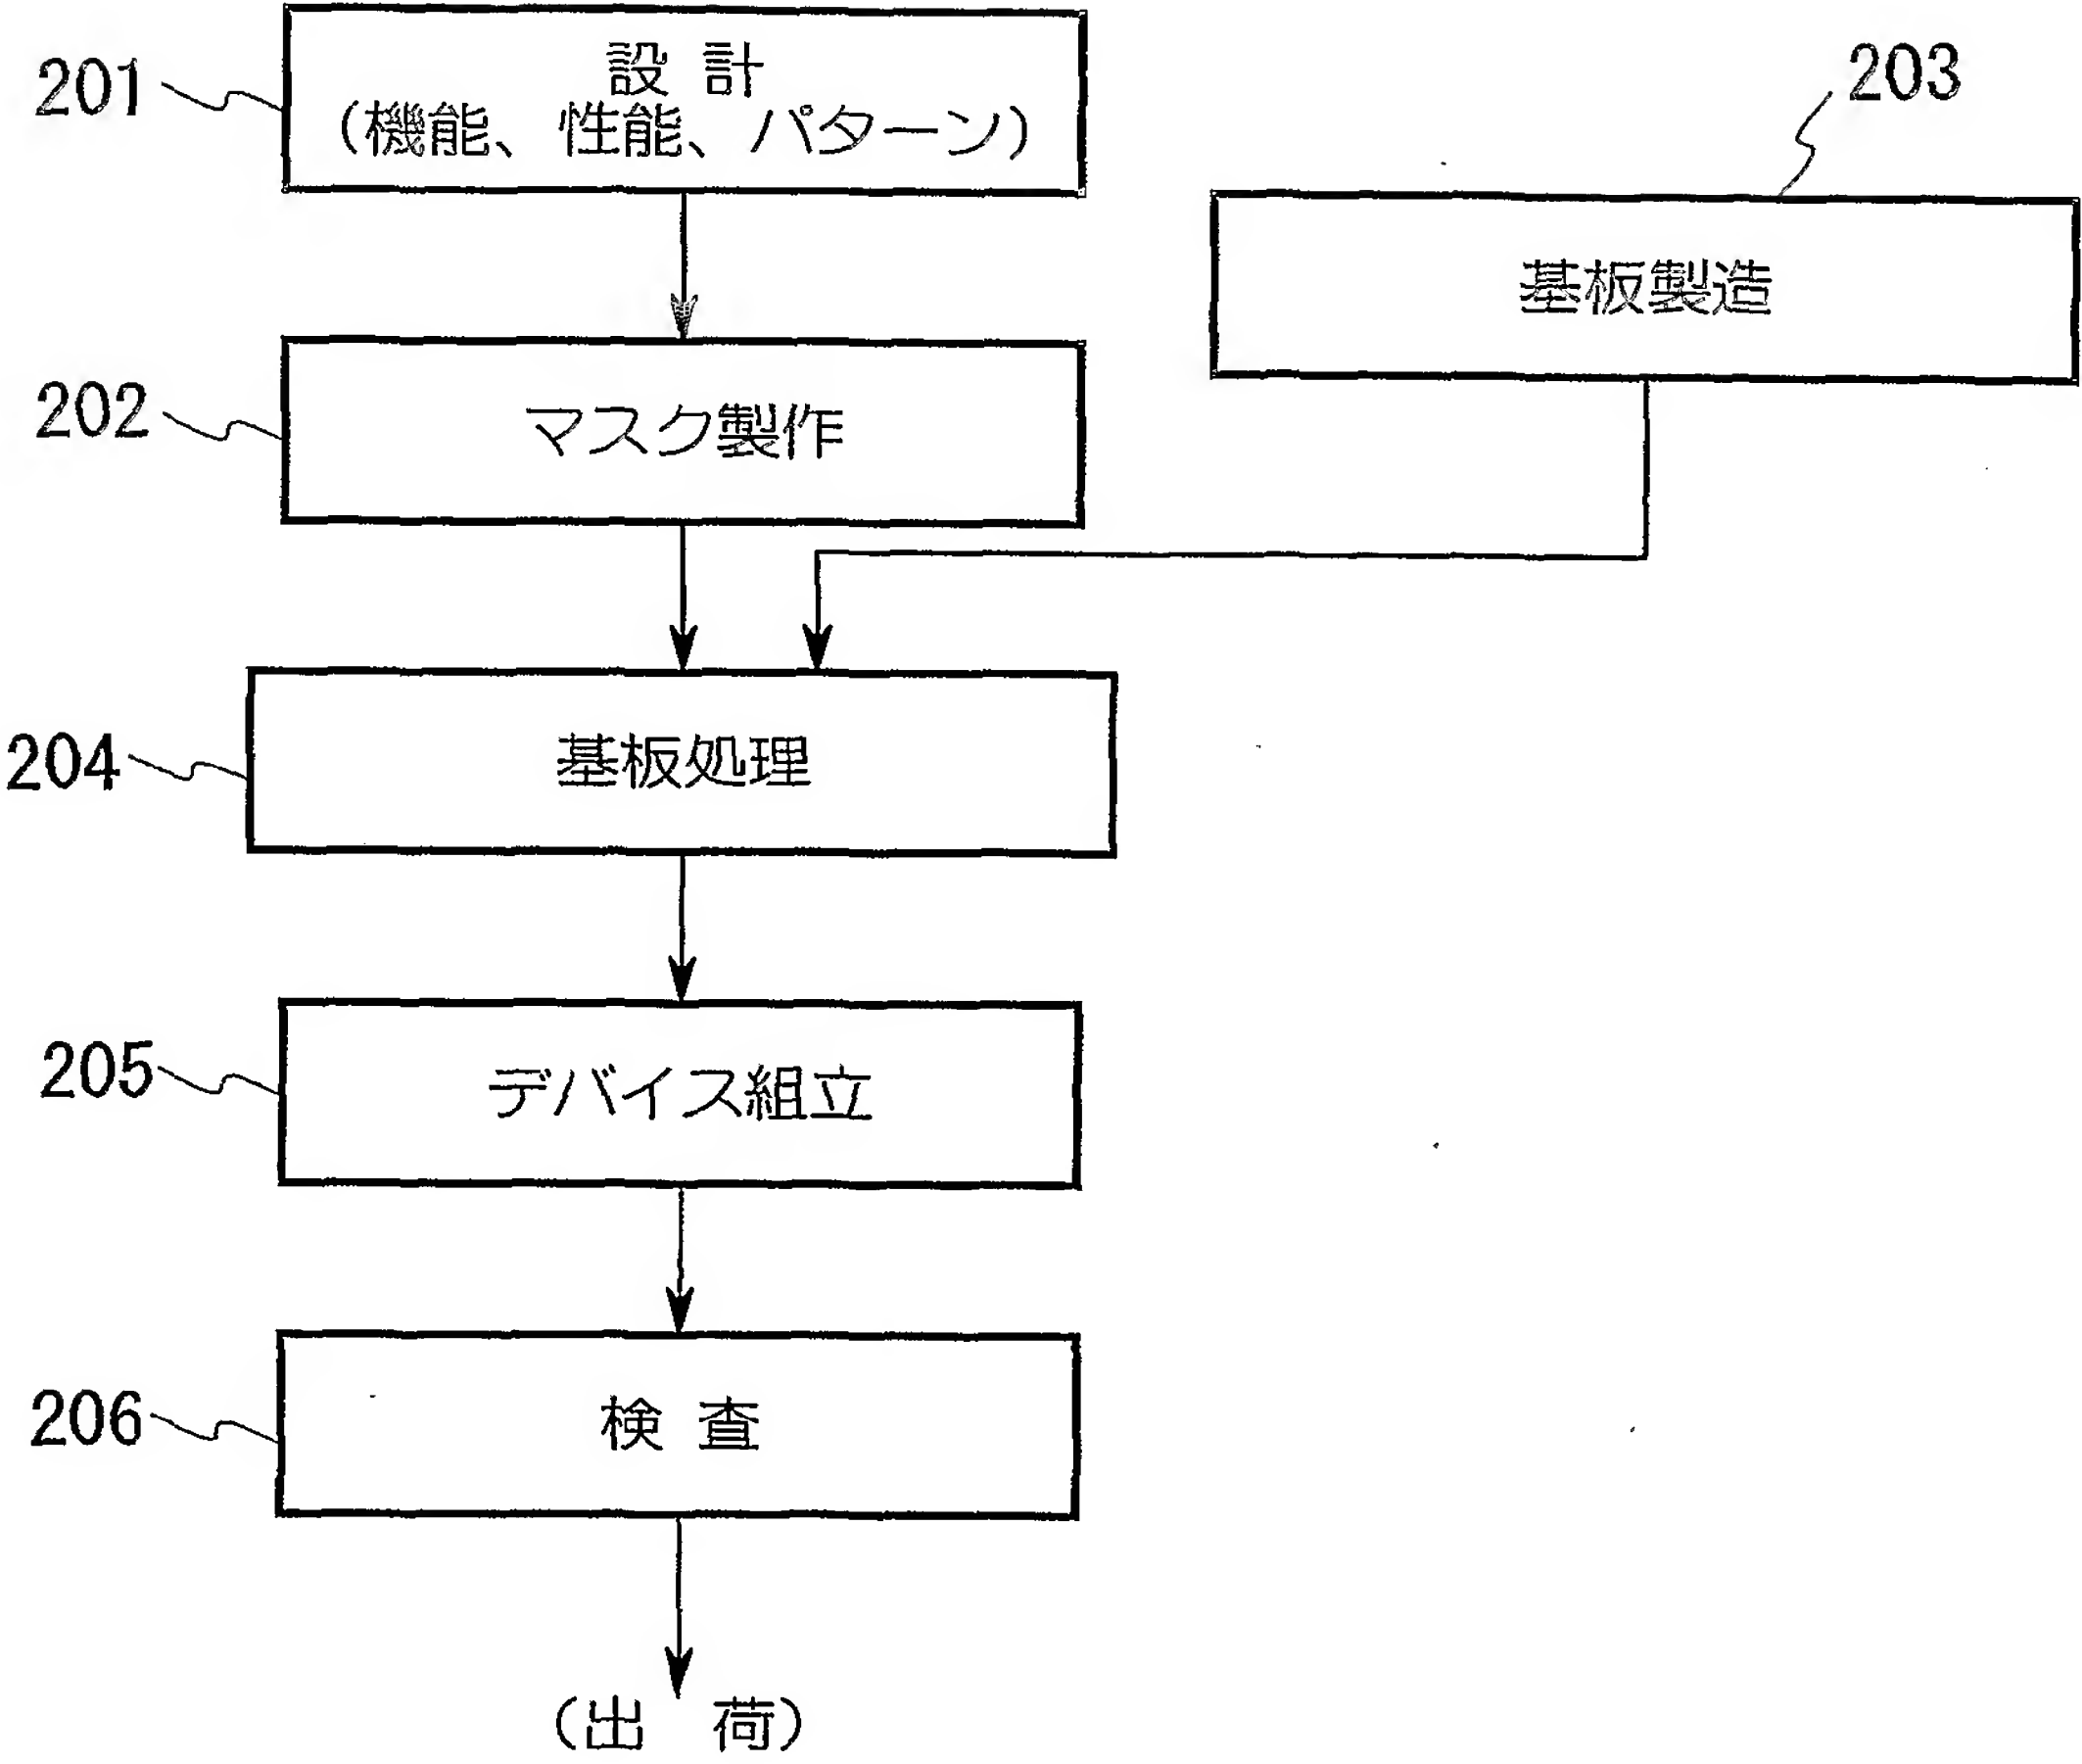 201
設 計
(機能、性能、パターン)
203
基板製造
202
マスク製作
204
基板処理
205
デバイス組立
206
検 査
(出 荷)